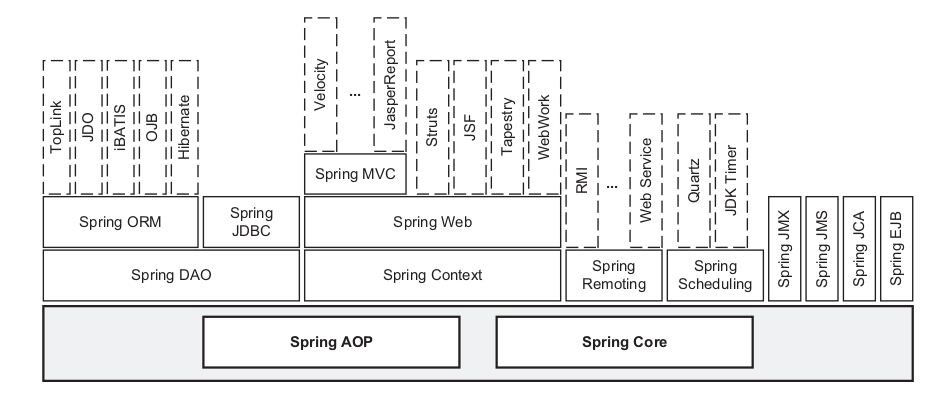 Velocity
...
JasperReport
TopLink
JDO
iBATIS
OJB
Hibernate
Struts
JSF
Tapestry
WebWork
Spring MVC
RMI
...
Web Service
Quartz
JDK Timer
Spring ORM
Spring
JDBC
Spring Web
Spring JMX
Spring JMS
Spring JCA
Spring EJB
Spring DAO
Spring Context
Spring
Remoting
Spring
Scheduling
Spring AOP
Spring Core